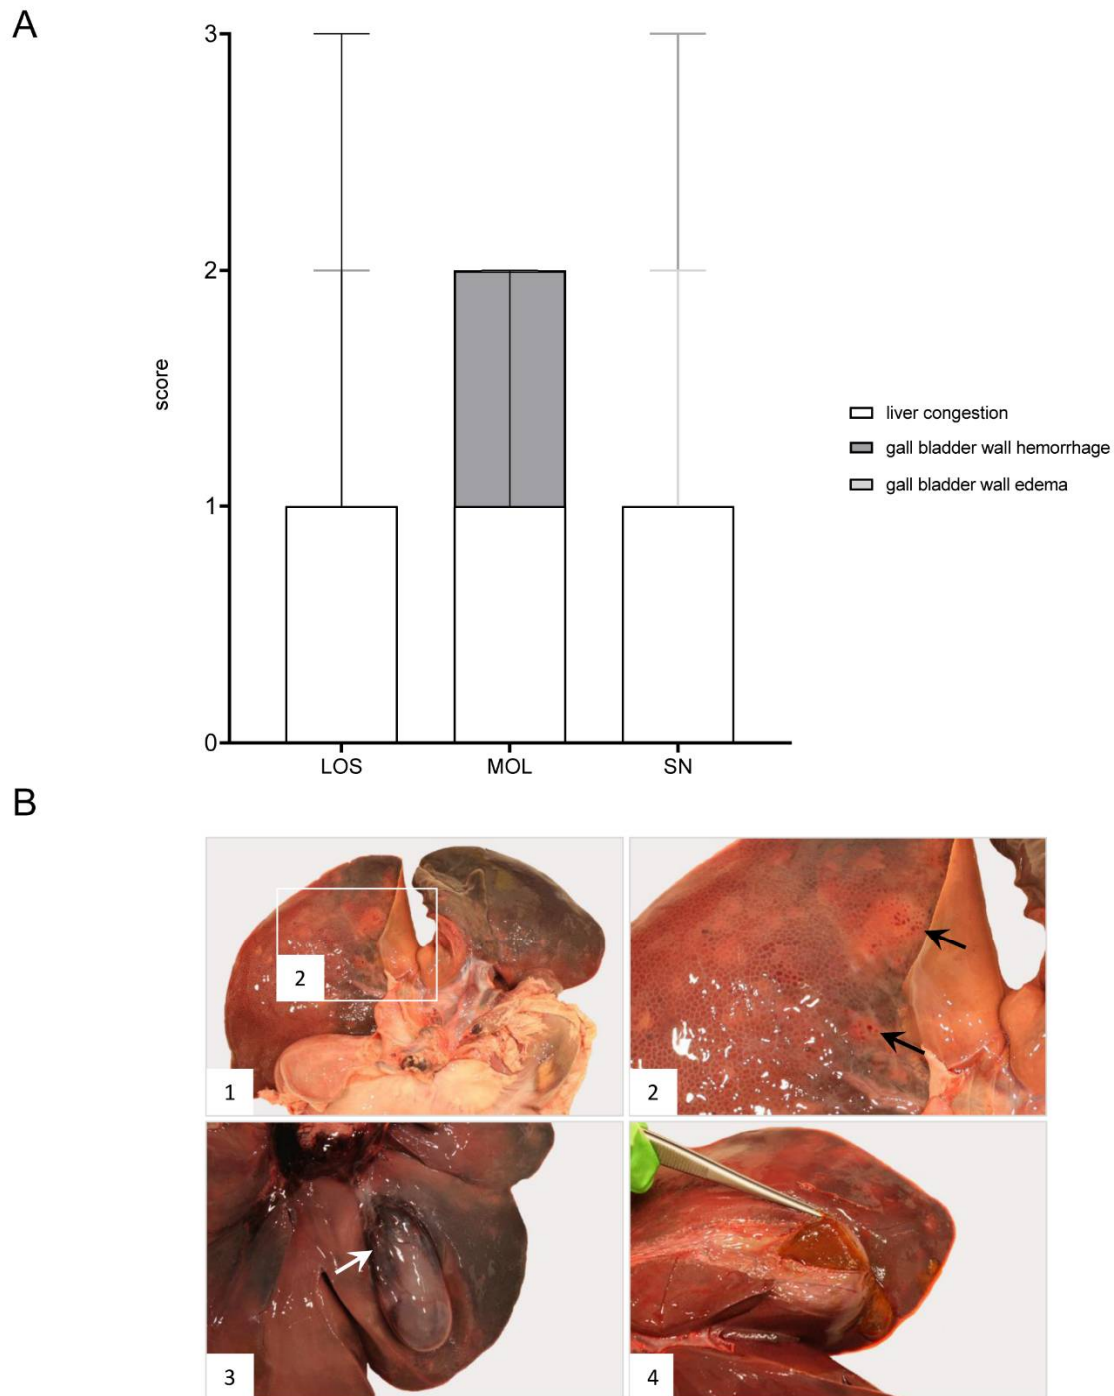 A
3
2
1
0
score
LOS MOL SN
liver congestion
gall bladder wall hemorrhage
gall bladder wall edema
B
2
1
2
3
4